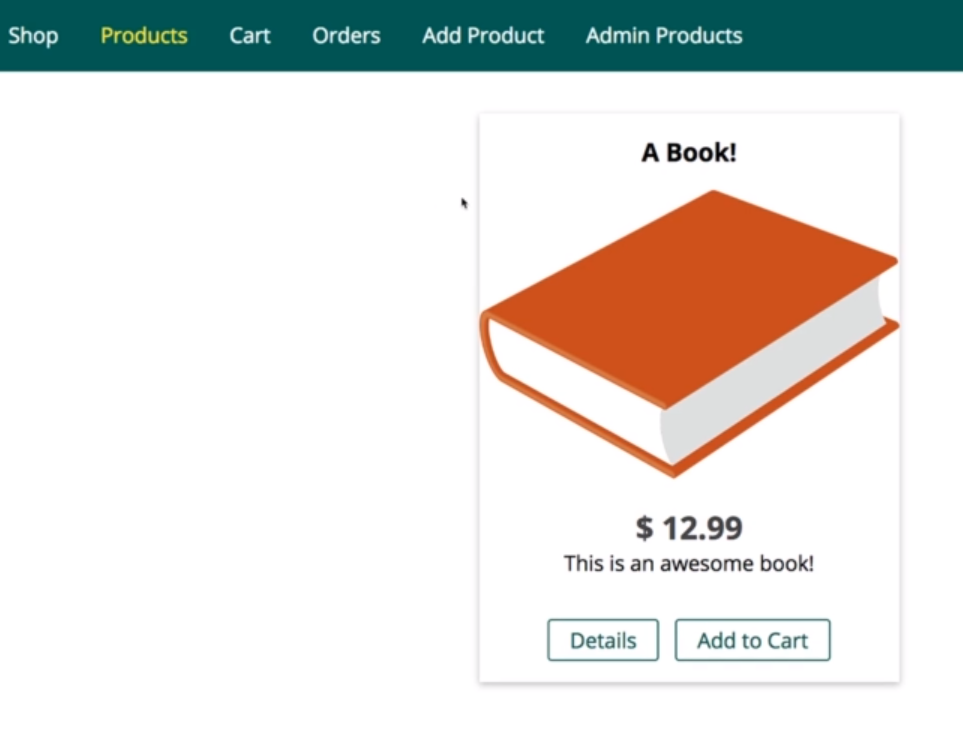 Shop Products Cart Orders Add Product Admin Products
A Book!
$ 12.99
This is an awesome book!
Details Add to Cart